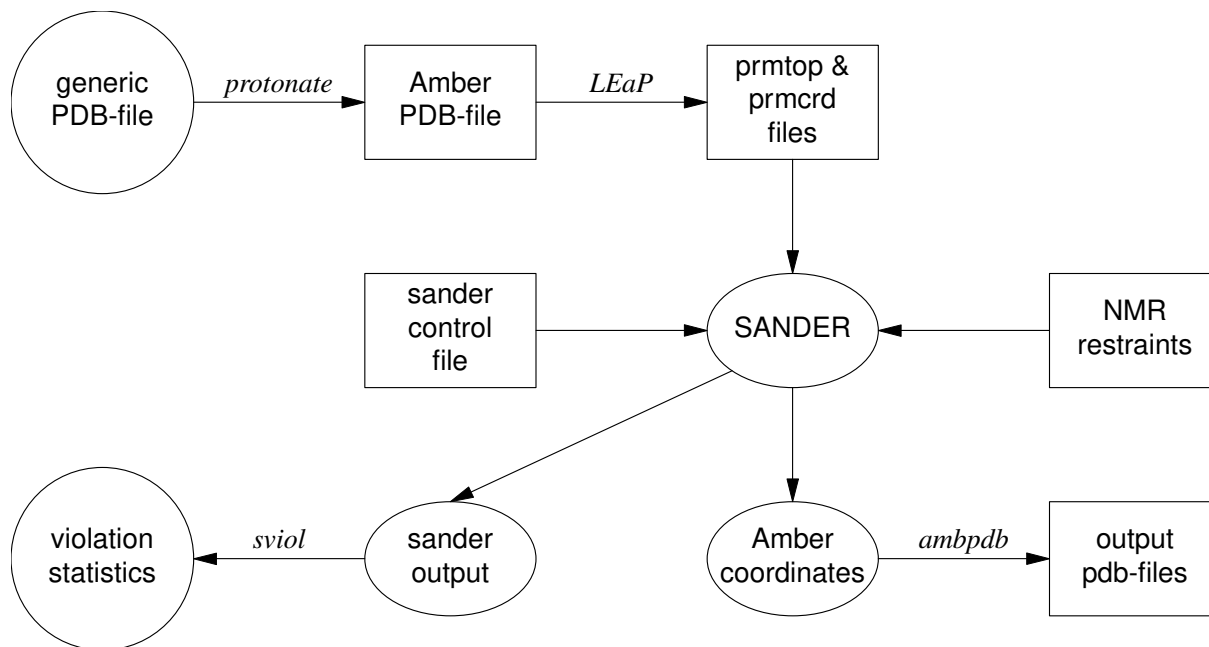 generic
PDB-file
protonate
Amber
PDB-file
LEaP
prmtop &
prmcrd
files
sander
control
file
SANDER
NMR
restraints
violation
statistics
sviol
sander
output
Amber
coordinates
ambpdb
output
pdb-files